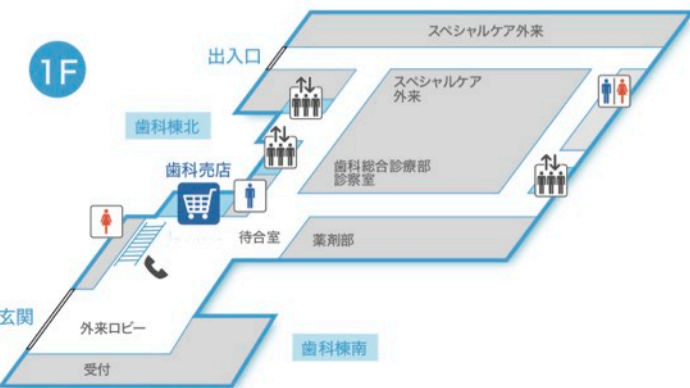 1F
スペシャルケア外来
出入口
スペシャルケア
外来
歯科棟北
歯科売店
歯科総合診療部
診察室
待合室
薬剤部
玄関
外来ロビー
歯科棟南
受付